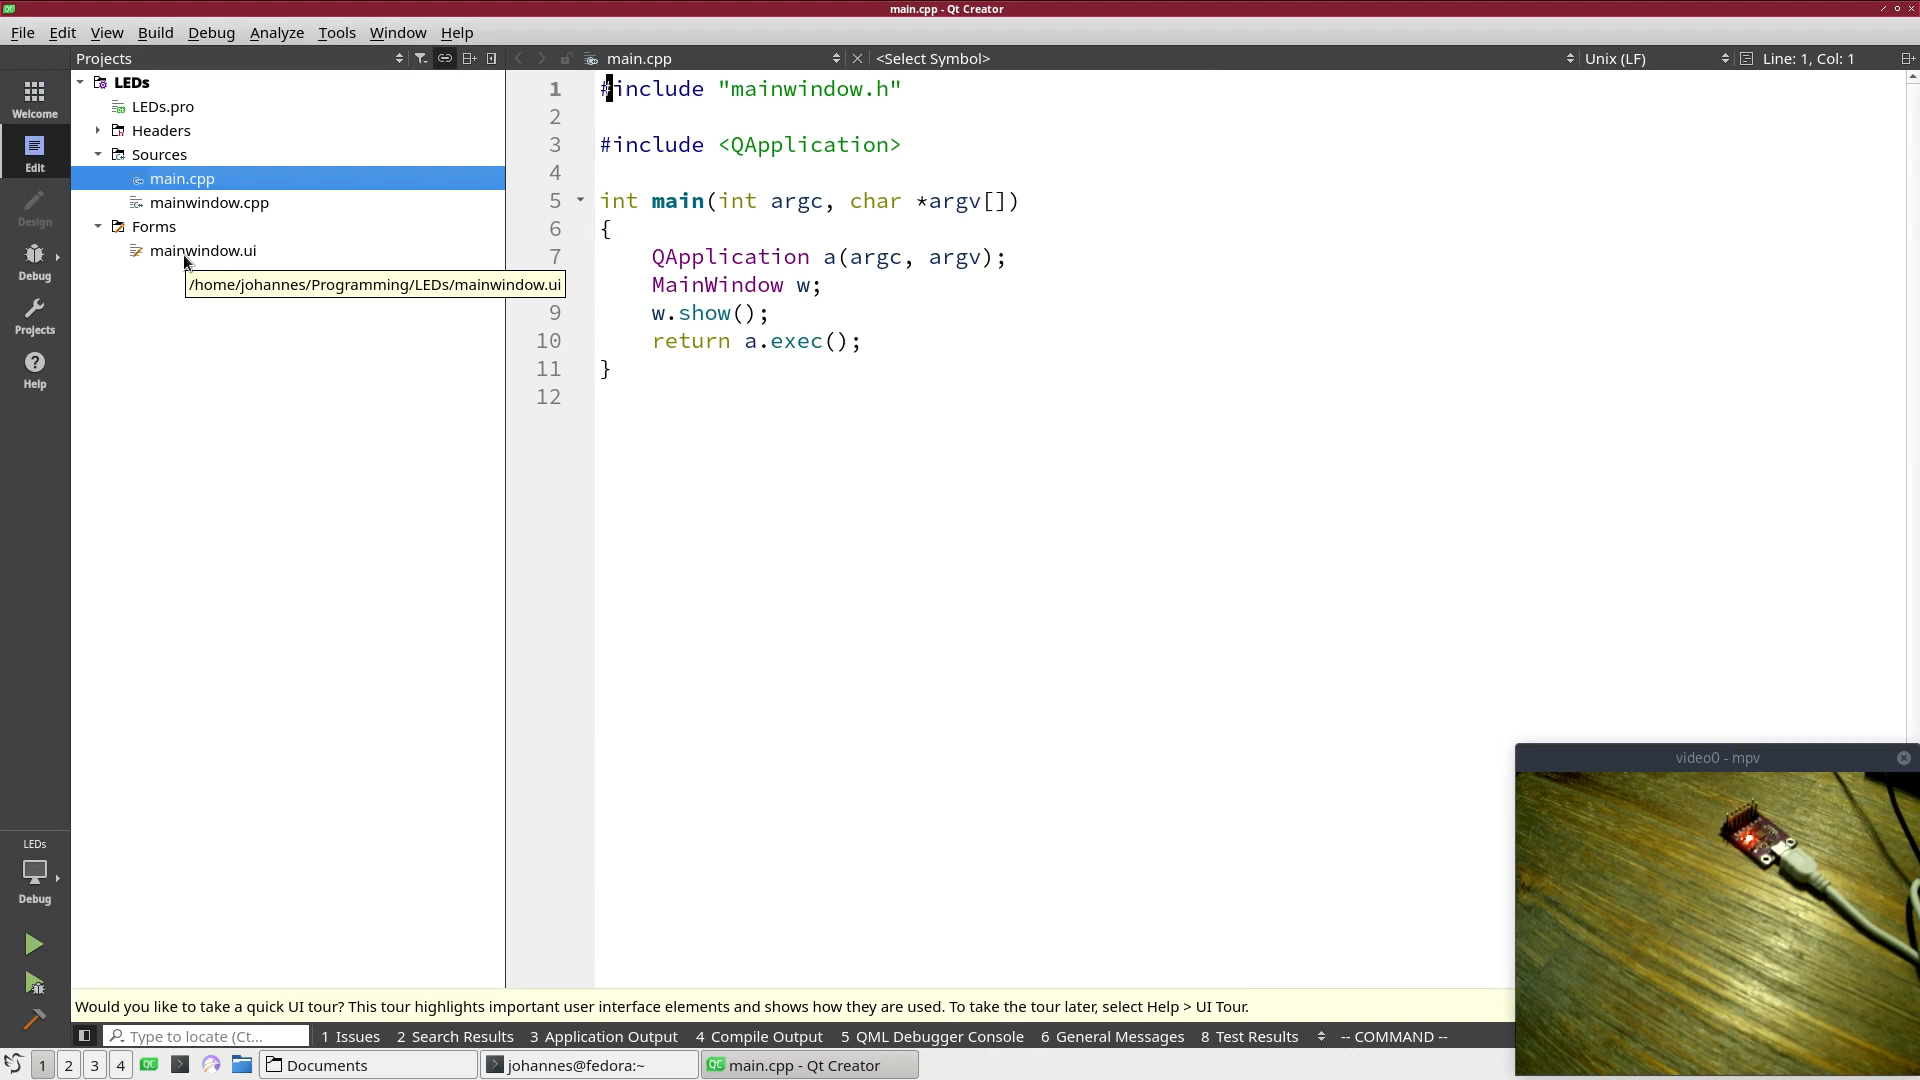 main.cpp - Qt Creator
File Edit View Build Debug Analyze Tools Window Help
Projects main.cpp <Select Symbol> Unix (LF) Line: 1, Col: 1
LEDs
LEDs.pro
Headers
Sources
main.cpp
mainwindow.cpp
Forms
mainwindow.ui
/home/johannes/Programming/LEDs/mainwindow.ui
Welcome
Edit
Design
Debug
Projects
Help
LEDs
Debug
1 #include "mainwindow.h"
2
3 #include <QApplication>
4
5 int main(int argc, char *argv[])
6 {
7 QApplication a(argc, argv);
MainWindow w;
9 w.show();
10 return a.exec();
11 }
12
video0 - mpv
Would you like to take a quick UI tour? This tour highlights important user interface elements and shows how they are used. To take the tour later, select Help > UI Tour.
Type to locate (Ct... 1 Issues 2 Search Results 3 Application Output 4 Compile Output 5 QML Debugger Console 6 General Messages 8 Test Results -- COMMAND --
1 2 3 4 QC Documents johannes@fedora:~ QC main.cpp - Qt Creator